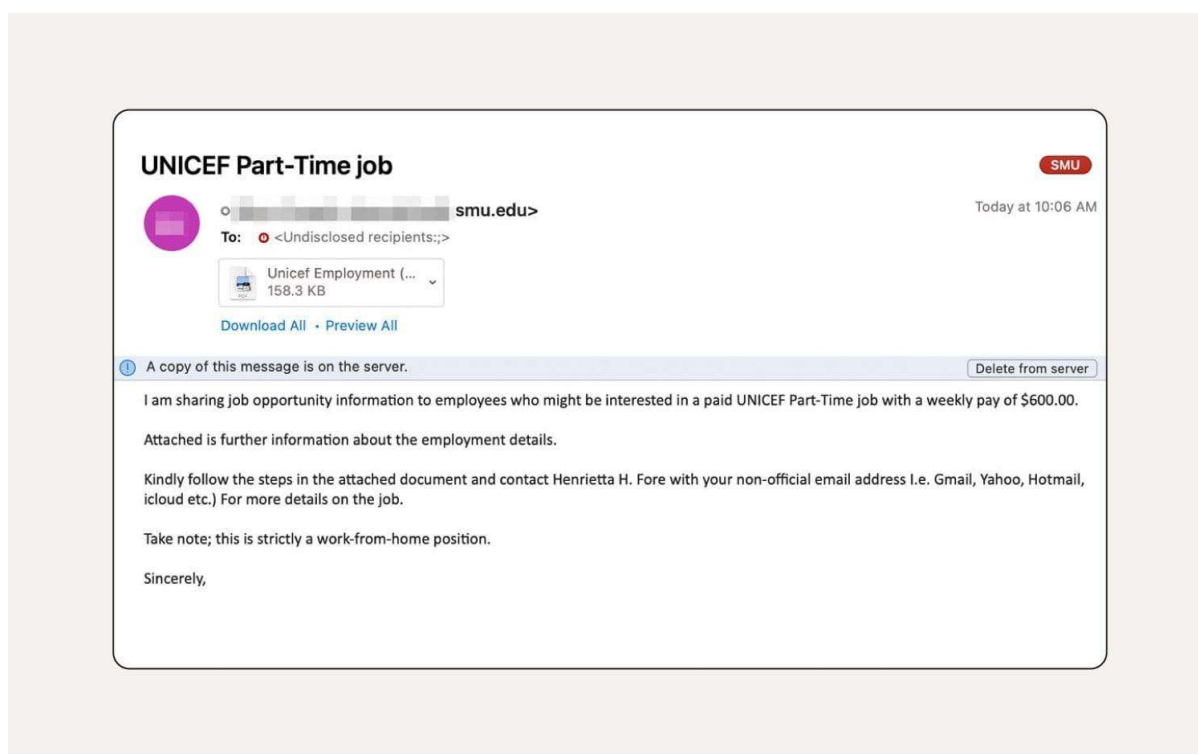 UNICEF Part-Time job
SMU
smu.edu>
Today at 10:06 AM
To: <Undisclosed recipients:;>
Unicef Employment (...
158.3 KB
Download All • Preview All
A copy of this message is on the server.
Delete from server
I am sharing job opportunity information to employees who might be interested in a paid UNICEF Part-Time job with a weekly pay of $600.00.
Attached is further information about the employment details.
Kindly follow the steps in the attached document and contact Henrietta H. Fore with your non-official email address I.e. Gmail, Yahoo, Hotmail,
icloud etc.) For more details on the job.
Take note; this is strictly a work-from-home position.
Sincerely,